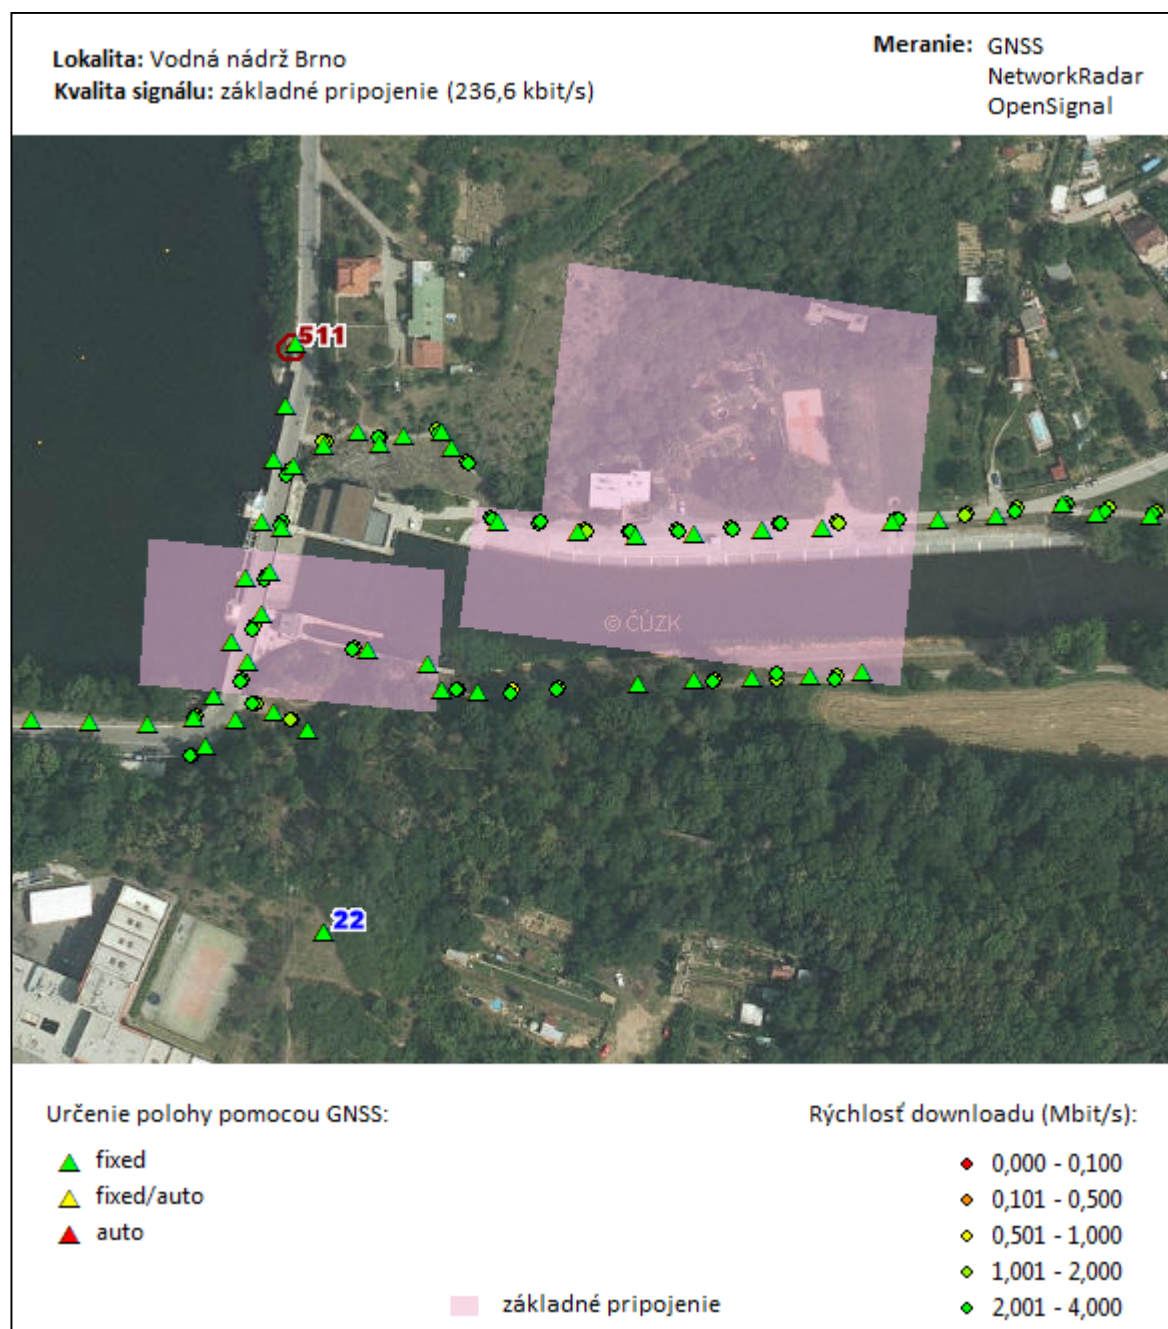 Lokalita: Vodná nádrž Brno
Kvalita signálu: základné pripojenie (236,6 kbit/s)
Meranie: GNSS
NetworkRadar
OpenSignal
511
© ČÚZK
22
Určenie polohy pomocou GNSS:
fixed
fixed/auto
auto
Rýchlosť downloadu (Mbit/s):
0,000 - 0,100
0,101 - 0,500
0,501 - 1,000
1,001 - 2,000
2,001 - 4,000
základné pripojenie